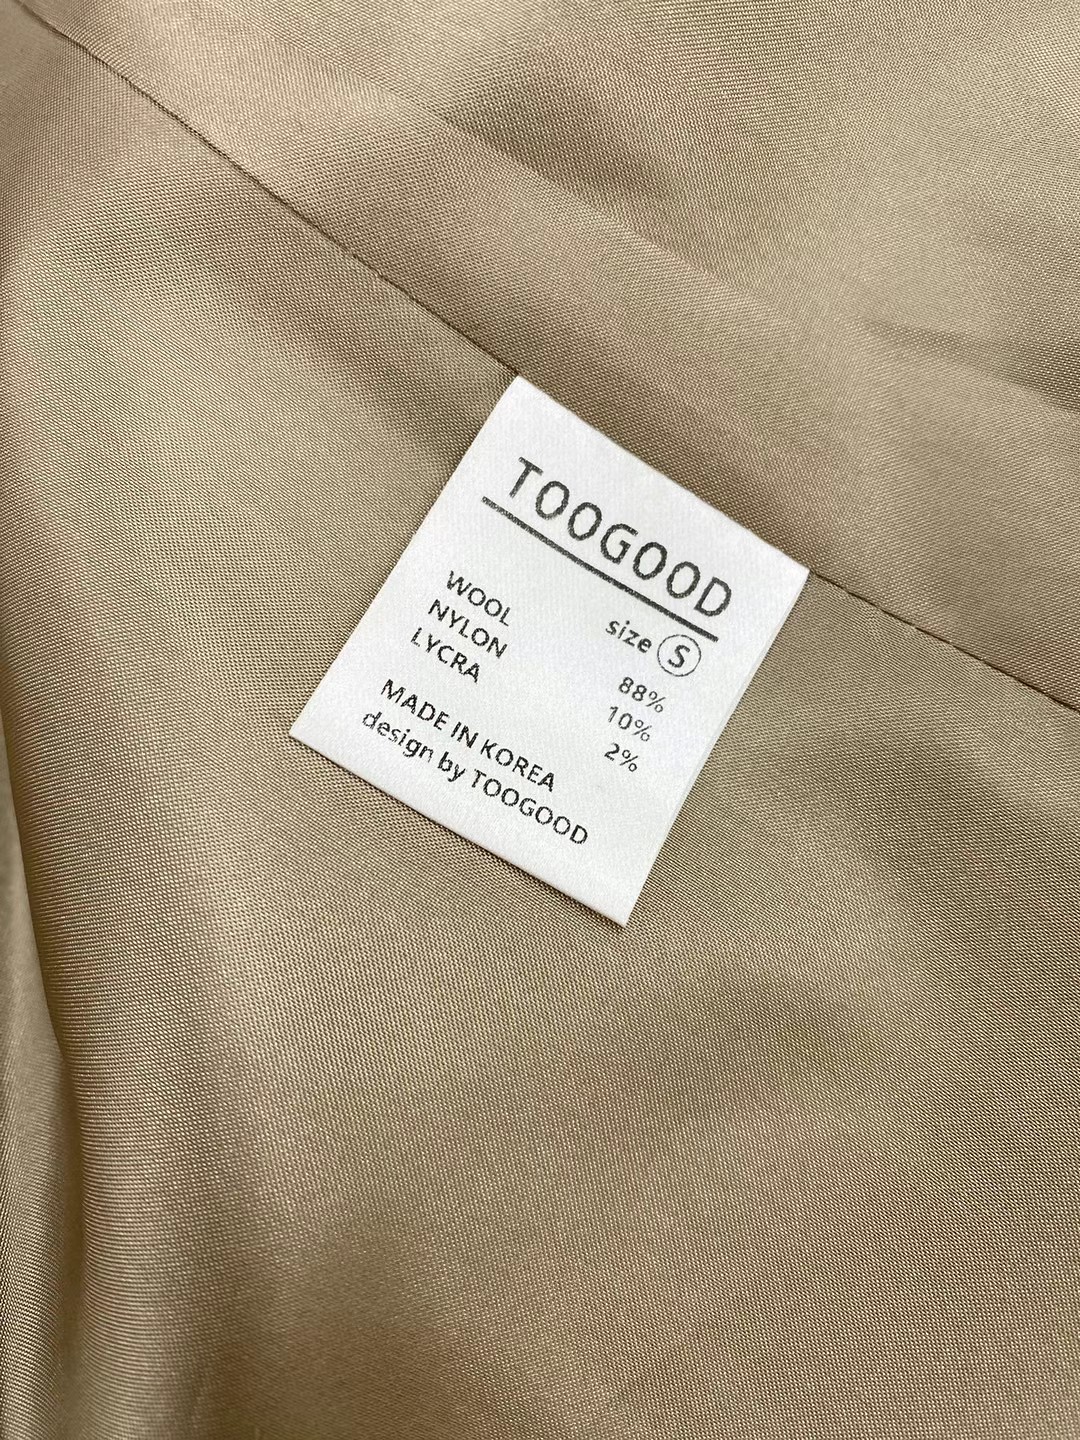 TOOGOOD
size S
WOOL 88%
NYLON 10%
LYCRA 2%
MADE IN KOREA
design by TOOGOOD